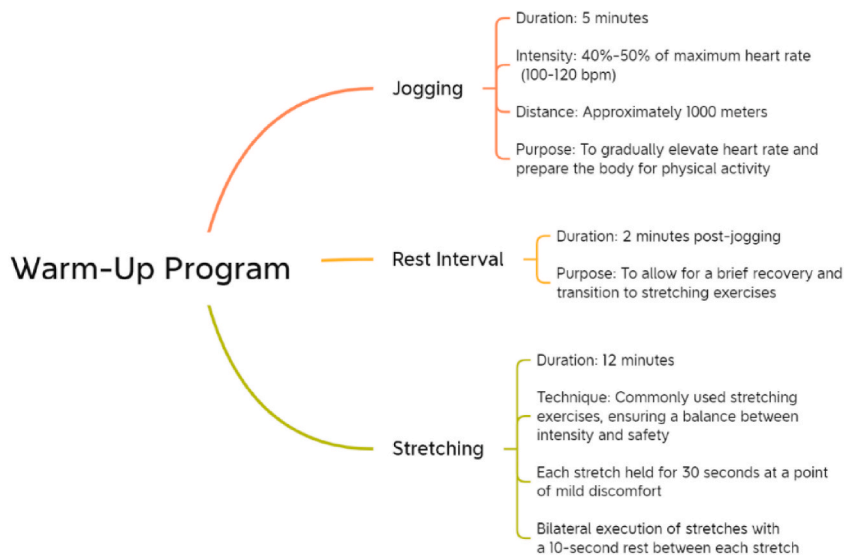 Warm-Up Program
Jogging
Duration: 5 minutes
Intensity: 40%-50% of maximum heart rate
(100-120 bpm)
Distance: Approximately 1000 meters
Purpose: To gradually elevate heart rate and
prepare the body for physical activity
Rest Interval
Duration: 2 minutes post-jogging
Purpose: To allow for a brief recovery and
transition to stretching exercises
Stretching
Duration: 12 minutes
Technique: Commonly used stretching
exercises, ensuring a balance between
intensity and safety
Each stretch held for 30 seconds at a point
of mild discomfort
Bilateral execution of stretches with
a 10-second rest between each stretch